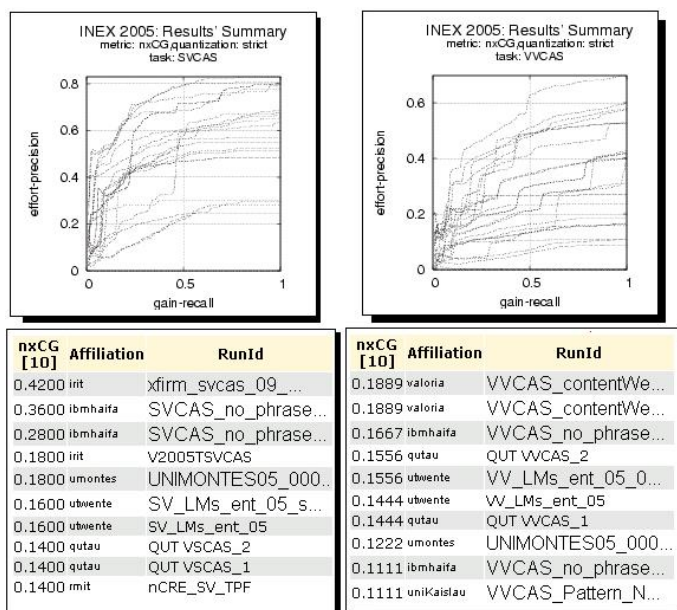 INEX 2005: Results' Summary
metric: nxCG,quantization: strict
task: SVCAS
0.8
0.6
0.4
0.2
0
effort-precision
0
0.5
1
gain-recall
INEX 2005: Results' Summary
metric: nxCG,quantization: strict
task: VVCAS
0.6
0.4
0.2
0
effort-precision
0
0.5
1
gain-recall
nxCG [10] Affiliation RunId
0.4200 irit xfirm_svcas_09_...
0.3600 ibmhaifa SVCAS_no_phrase...
0.2800 ibmhaifa SVCAS_no_phrase...
0.1800 irit V2005TSVCAS
0.1800 umontes UNIMONTES05_000...
0.1600 utwente SV_LMs_ent_05_s...
0.1600 utwente SV_LMs_ent_05
0.1400 qutau QUT VSCAS_2
0.1400 qutau QUT VSCAS_1
0.1400 rmit nCRE_SV_TPF
nxCG [10] Affiliation RunId
0.1889 valoria VVCAS_contentWe...
0.1889 valoria VVCAS_contentWe...
0.1667 ibmhaifa VVCAS_no_phrase...
0.1556 qutau QUT VVCAS_2
0.1556 utwente VV_LMs_ent_05_0...
0.1444 utwente VV_LMs_ent_05
0.1444 qutau QUT VVCAS_1
0.1222 umontes UNIMONTES05_000...
0.1111 ibmhaifa VVCAS_no_phrase...
0.1111 uniKaislau VVCAS_Pattern_N...